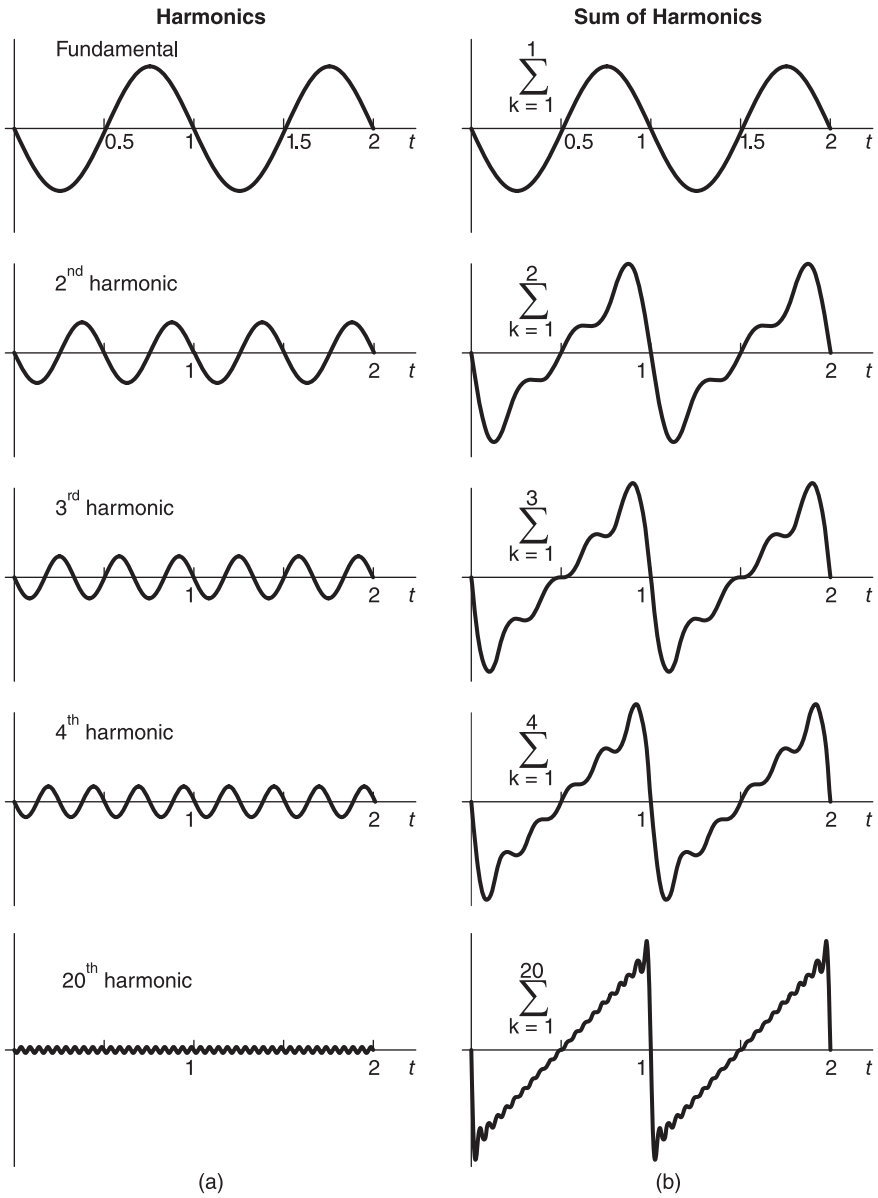 Harmonics
Sum of Harmonics
Fundamental
0.5
1
1.5
2
t
1
∑
k = 1
0.5
1
1.5
2
t
2nd harmonic
1
2
t
2
∑
k = 1
1
2
t
3rd harmonic
1
2
t
3
∑
k = 1
1
2
t
4th harmonic
1
2
t
4
∑
k = 1
1
2
t
20th harmonic
1
2
t
20
∑
k = 1
1
2
t
(a)
(b)